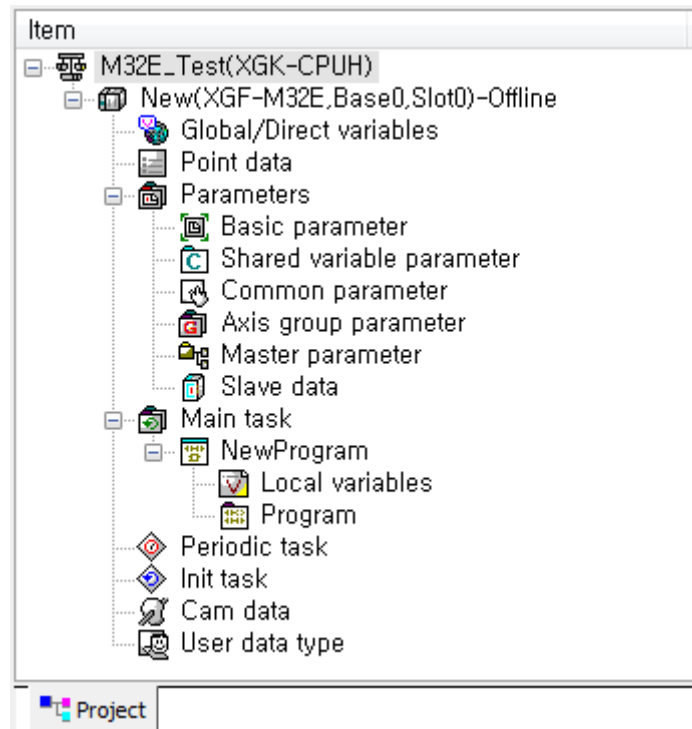 Item
M32E_Test(XGK-CPUH)
New(XGF-M32E,Base0,Slot0)-Offline
Global/Direct variables
Point data
Parameters
Basic parameter
Shared variable parameter
Common parameter
Axis group parameter
Master parameter
Slave data
Main task
NewProgram
Local variables
Program
Periodic task
Init task
Cam data
User data type
Project